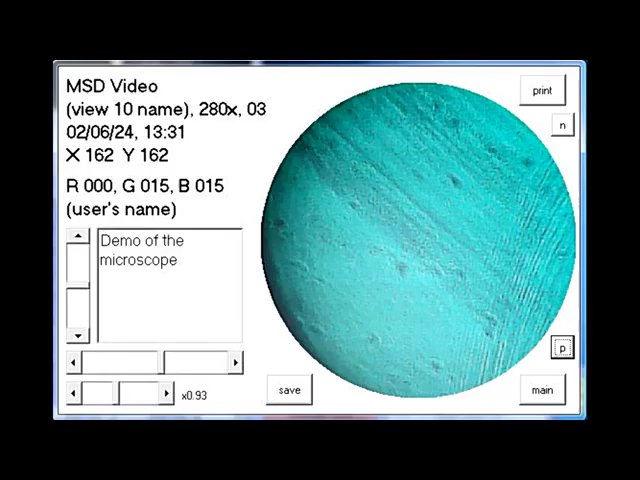 MSD Video
(view 10 name), 280x, 03
02/06/24, 13:31
X 162 Y 162
R 000, G 015, B 015
(user's name)
Demo of the
microscope
x0.93
print
n
p
save
main